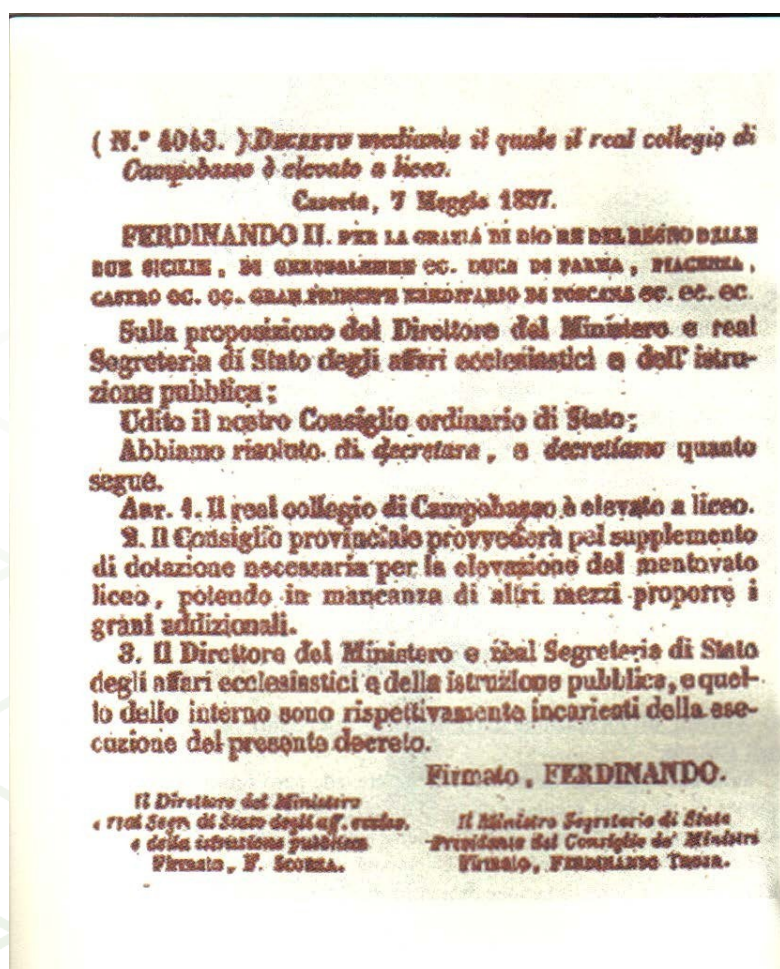 ( N.º 4043. ) DECRETO mediante il quale il real collegio di
Campobasso è elevato a liceo.
Caserta, 7 Maggio 1857.
FERDINANDO II. PER LA GRAZIA DI DIO RE DEL REGNO DELLE
DUE SICILIE, DI GERUSALEMME EC. DUCA DI PARMA, PIACENZA,
CASTRO EC. EC. GRAN PRINCIPE EREDITARIO DI TOSCANA EC. EC. EC.
Sulla proposizione del Direttore del Ministero e real
Segreteria di Stato degli affari ecclesiastici e dell' istru-
zione pubblica;
Udito il nostro Consiglio ordinario di Stato;
Abbiamo risoluto di decretare, e decretiamo quanto
segue.
ART. 1. Il real collegio di Campobasso è elevato a liceo.
2. Il Consiglio provinciale provvederà pel supplemento
di dotazione necessaria per la elevazione del mentovato
liceo, potendo in mancanza di altri mezzi proporre i
grani addizionali.
3. Il Direttore del Ministero e real Segreteria di Stato
degli affari ecclesiastici e della istruzione pubblica, e quel-
lo dello interno sono rispettivamente incaricati della ese-
cuzione del presente decreto.
Firmato, FERDINANDO.
Il Direttore del Ministero
e real Segr. di Stato degli aff. eccles.
e della istruzione pubblica
Firmato, F. SCORZA.
Il Ministro Segretario di Stato
Presidente del Consiglio de' Ministri
Firmato, FERDINANDO TROJA.